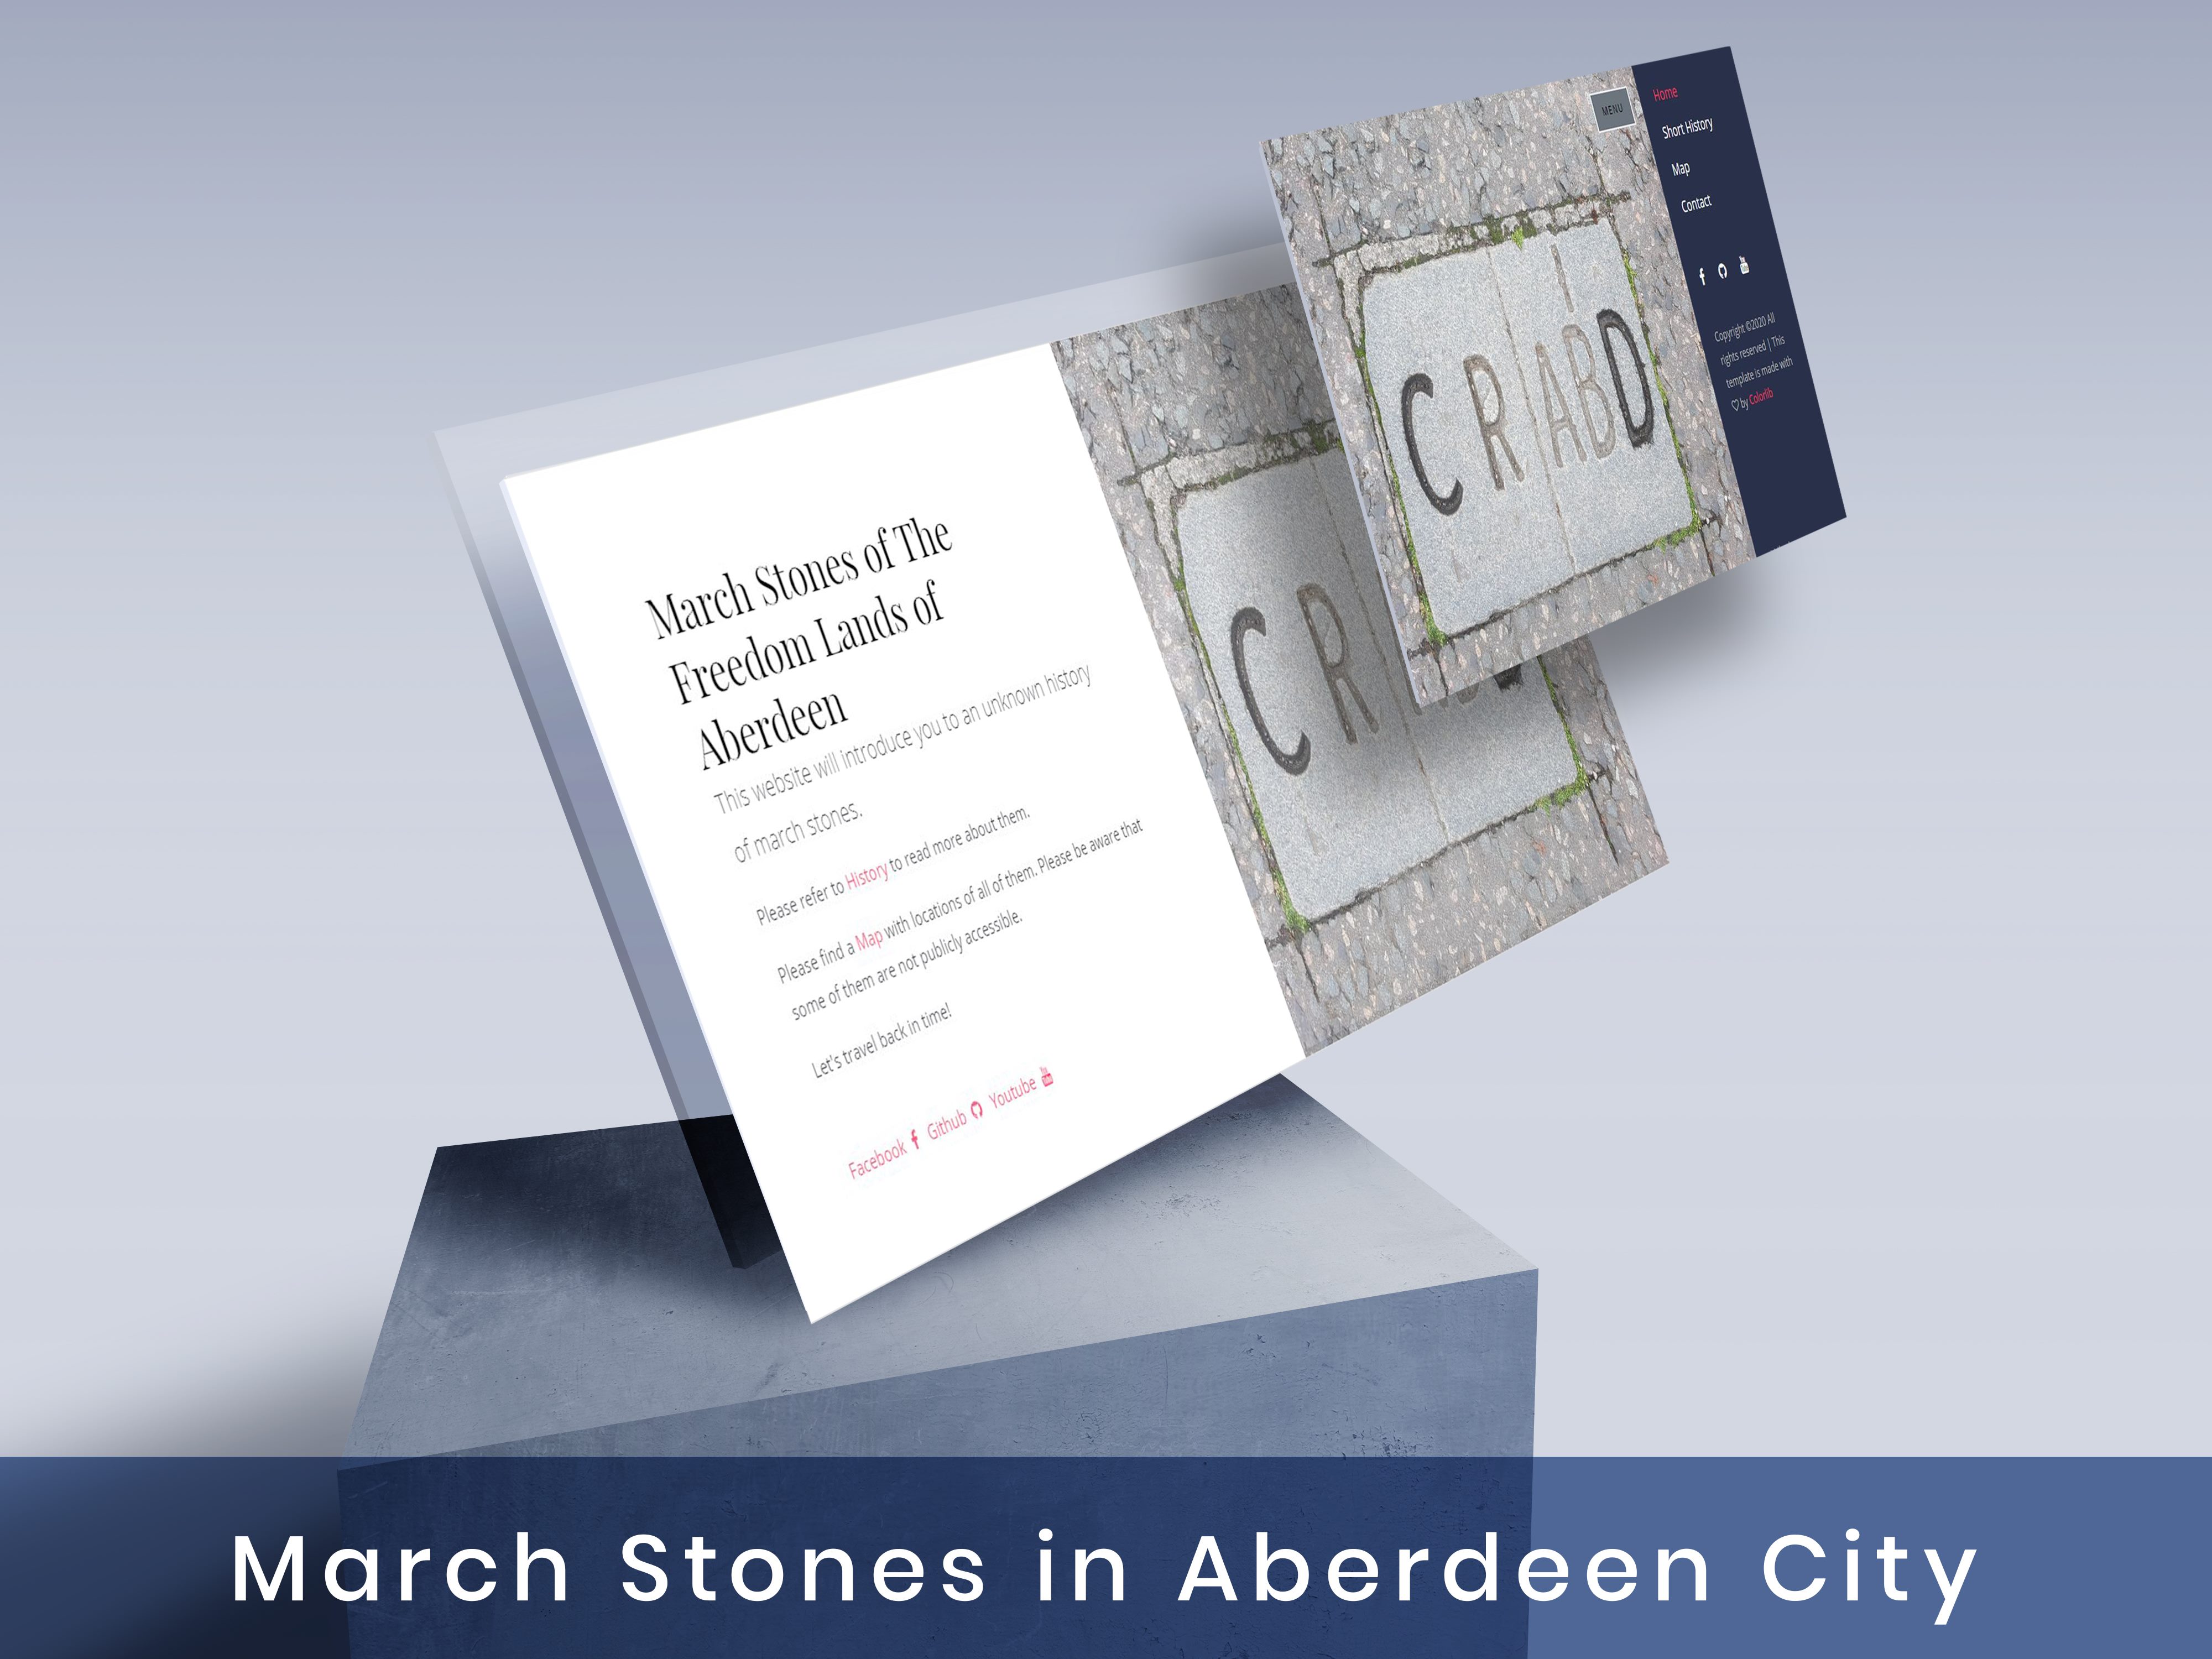 March Stones of The
Freedom Lands of
Aberdeen
This website will introduce you to an unknown history
of march stones.
Please refer to History to read more about them.
Please find a Map with locations of all of them. Please be aware that
some of them are not publicly accessible.
Let's travel back in time!
Facebook Github Youtube
C R
MENU
I
C R ABD
Home
Short History
Map
Contact
Copyright ©2020 All
rights reserved | This
template is made with
♡ by Colorlib
March Stones in Aberdeen City